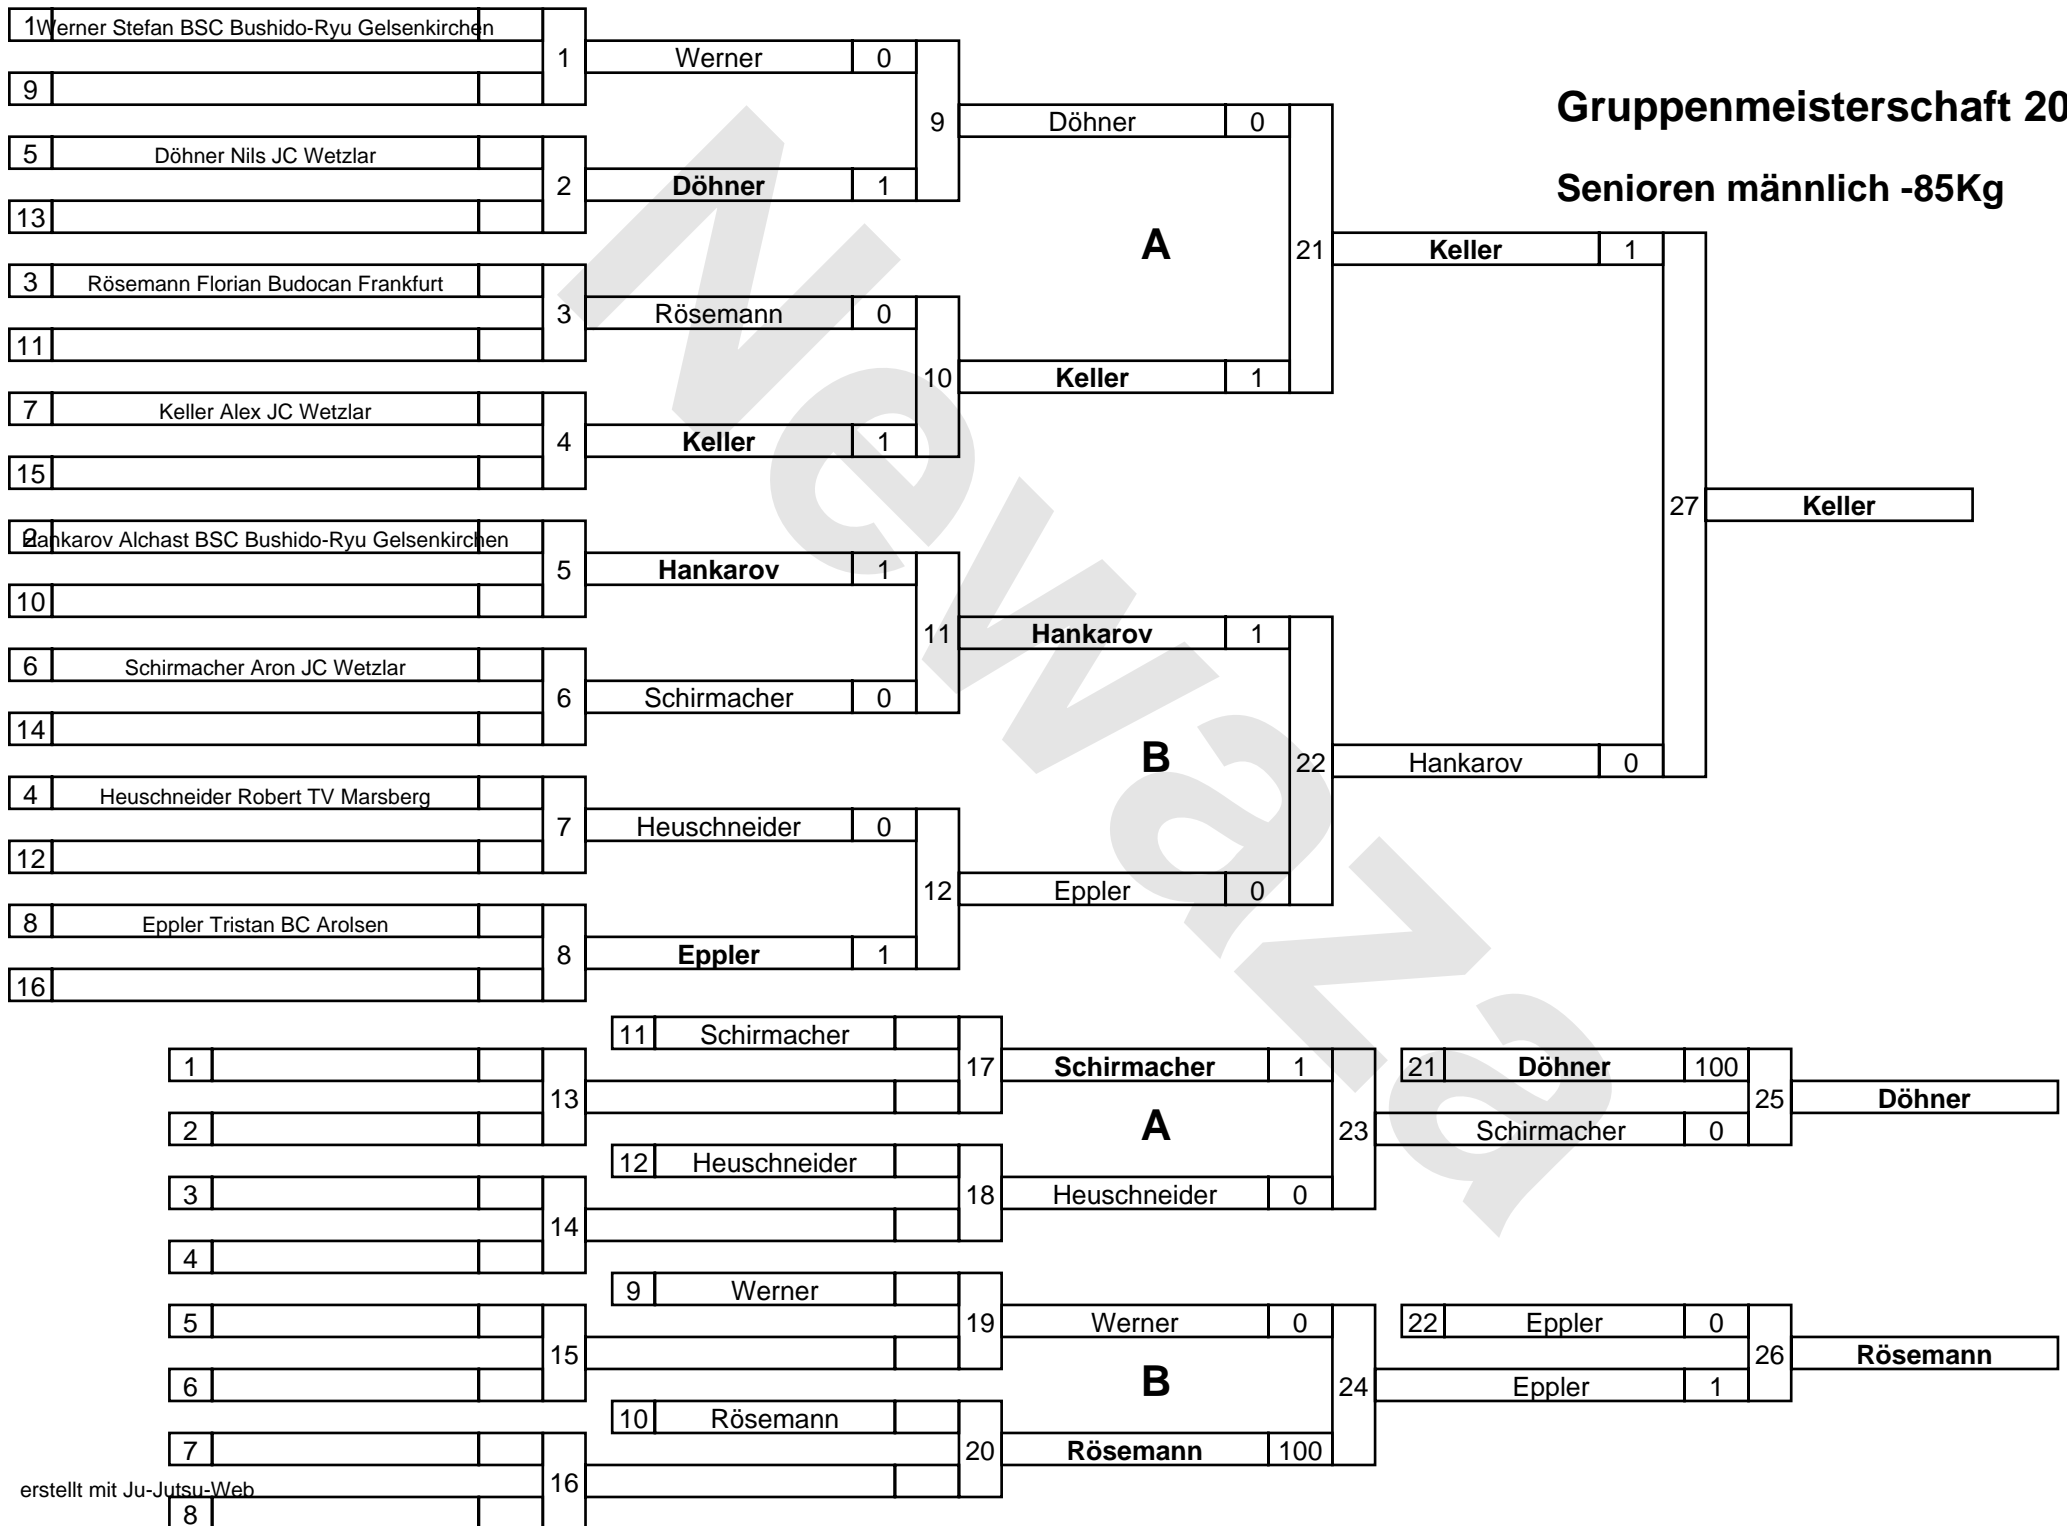 1 Werner Stefan BSC Bushido-Ryu Gelsenkirchen
1 Werner 0
9
Gruppenmeisterschaft 20
9 Döhner 0
5 Döhner Nils JC Wetzlar
Senioren männlich -85Kg
2 Döhner 1
13
A
21 Keller 1
3 Rösemann Florian Budocan Frankfurt
3 Rösemann 0
11
10 Keller 1
7 Keller Alex JC Wetzlar
4 Keller 1
15
27 Keller
2 Hankarov Alchast BSC Bushido-Ryu Gelsenkirchen
5 Hankarov 1
10
11 Hankarov 1
6 Schirmacher Aron JC Wetzlar
6 Schirmacher 0
14
B
22 Hankarov 0
4 Heuschneider Robert TV Marsberg
7 Heuschneider 0
12
12 Eppler 0
8 Eppler Tristan BC Arolsen
8 Eppler 1
16
Newaza
11 Schirmacher
1
17 Schirmacher 1
21 Döhner 100
13
25 Döhner
2
A
23 Schirmacher 0
12 Heuschneider
3
18 Heuschneider 0
14
4
9 Werner
5
19 Werner 0
22 Eppler 0
15
26 Rösemann
6
B
24 Eppler 1
10 Rösemann
7
20 Rösemann 100
16
erstellt mit Ju-Jutsu-Web
8